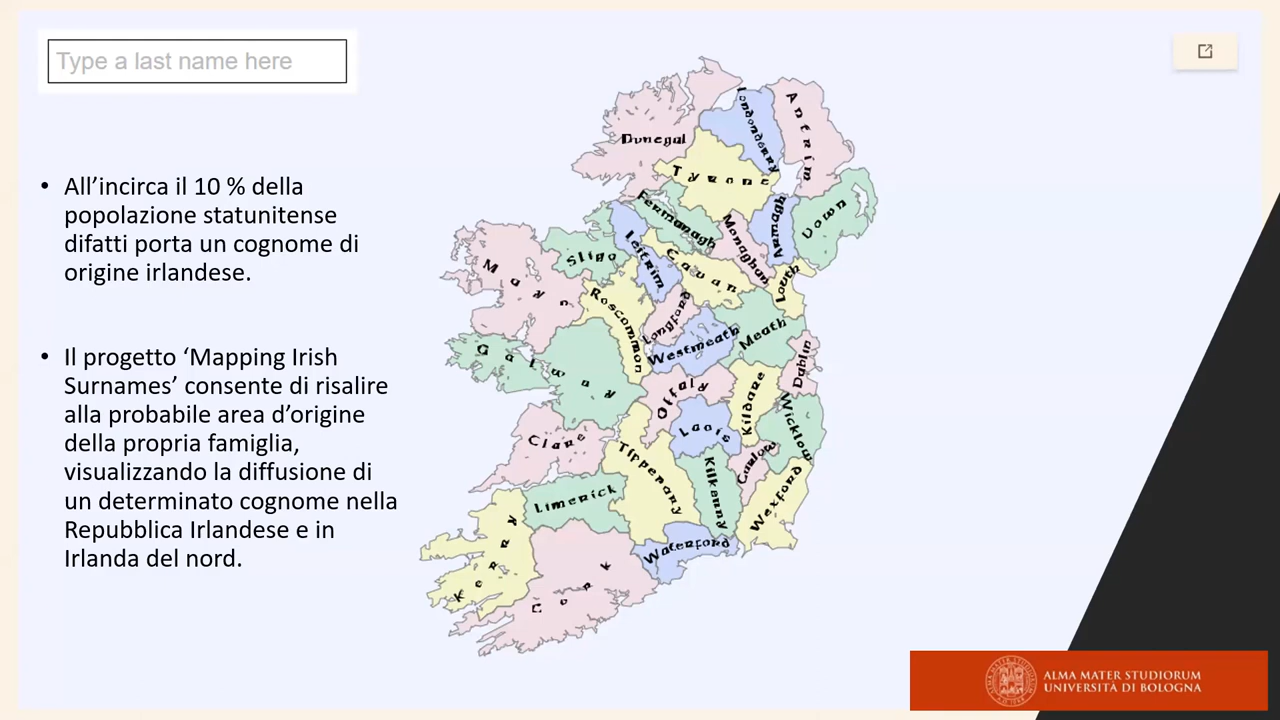 Type a last name here
• All’incirca il 10 % della
popolazione statunitense
difatti porta un cognome di
origine irlandese.
• Il progetto ‘Mapping Irish
Surnames’ consente di risalire
alla probabile area d’origine
della propria famiglia,
visualizzando la diffusione di
un determinato cognome nella
Repubblica Irlandese e in
Irlanda del nord.
Donegal
Londonderry
Antrim
Tyrone
Fermanagh
Armagh
Down
Monaghan
Sligo
Leitrim
Cavan
Louth
Mayo
Roscommon
Longford
Meath
Westmeath
Galway
Dublin
Offaly
Kildare
Wicklow
Laois
Clare
Tipperary
Kilkenny
Carlow
Wexford
Limerick
Waterford
Kerry
Cork
ALMA MATER STUDIORUM
UNIVERSITÀ DI BOLOGNA